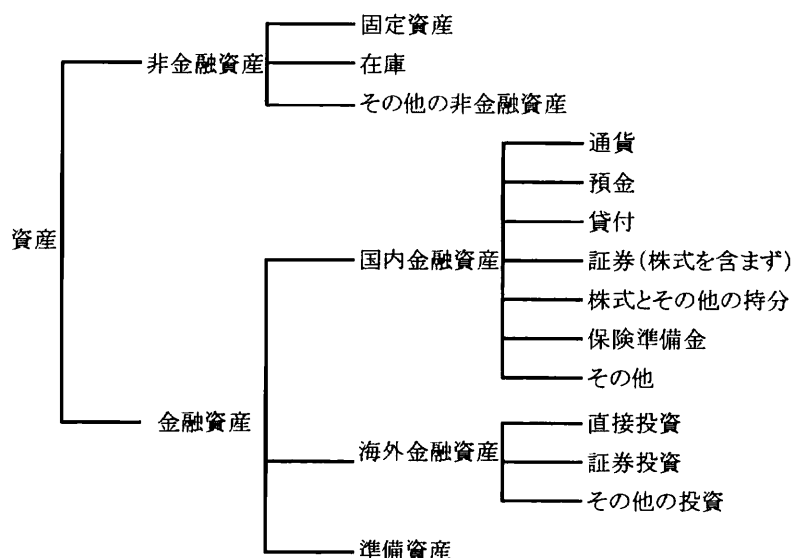 資産
非金融資産
固定資産
在庫
その他の非金融資産
金融資産
国内金融資産
通貨
預金
貸付
証券(株式を含まず)
株式とその他の持分
保険準備金
その他
海外金融資産
直接投資
証券投資
その他の投資
準備資産